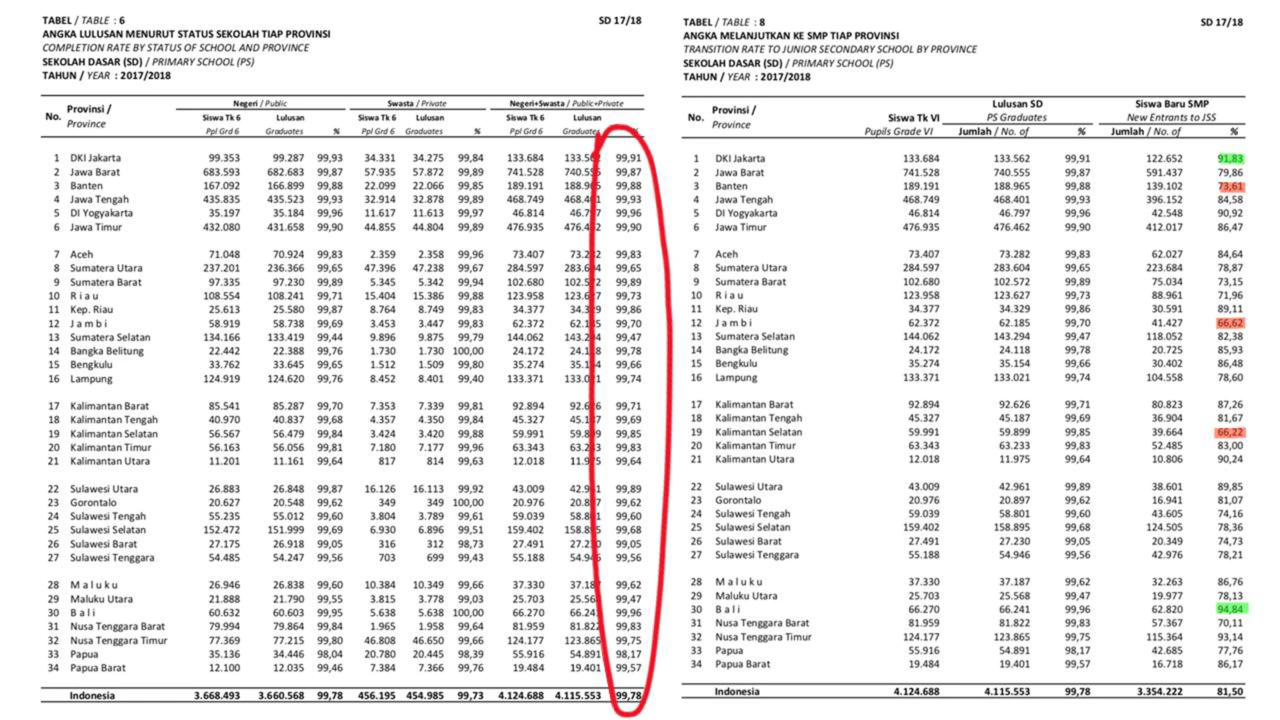 TABEL / TABLE : 6 SD 17/18
ANGKA LULUSAN MENURUT STATUS SEKOLAH TIAP PROVINSI
COMPLETION RATE BY STATUS OF SCHOOL AND PROVINCE
SEKOLAH DASAR (SD) / PRIMARY SCHOOL (PS)
TAHUN / YEAR : 2017/2018
No. Provinsi / Province Negeri / Public Swasta / Private Negeri+Swasta / Public+Private
Siswa Tk 6 Lulusan Siswa Tk 6 Lulusan Siswa Tk 6 Lulusan
Ppl Grd 6 Graduates % Ppl Grd 6 Graduates % Ppl Grd 6 Graduates %
1 DKI Jakarta 99.353 99.287 99,93 34.331 34.275 99,84 133.684 99,91
2 Jawa Barat 683.593 682.683 99,87 57.935 57.872 99,89 741.528 99,87
3 Banten 167.092 166.899 99,88 22.099 22.066 99,85 189.191 99,88
4 Jawa Tengah 435.835 435.523 99,93 32.914 32.878 99,89 468.749 99,93
5 DI Yogyakarta 35.197 35.184 99,96 11.617 11.613 99,97 46.814 99,96
6 Jawa Timur 432.080 431.658 99,90 44.855 44.804 99,89 476.935 99,90
7 Aceh 71.048 70.924 99,83 2.359 2.358 99,96 73.407 99,83
8 Sumatera Utara 237.201 236.366 99,65 47.396 47.238 99,67 284.597 99,65
9 Sumatera Barat 97.335 97.230 99,89 5.345 5.342 99,94 102.680 99,89
10 R i a u 108.554 108.241 99,71 15.404 15.386 99,88 123.958 99,73
11 Kep. Riau 25.613 25.580 99,87 8.764 8.749 99,83 34.377 99,86
12 J a m b i 58.919 58.738 99,69 3.453 3.447 99,83 62.372 99,70
13 Sumatera Selatan 134.166 133.419 99,44 9.896 9.875 99,79 144.062 99,47
14 Bangka Belitung 22.442 22.388 99,76 1.730 1.730 100,00 24.172 99,78
15 Bengkulu 33.762 33.645 99,65 1.512 1.509 99,80 35.274 99,66
16 Lampung 124.919 124.620 99,76 8.452 8.401 99,40 133.371 99,74
17 Kalimantan Barat 85.541 85.287 99,70 7.353 7.339 99,81 92.894 99,71
18 Kalimantan Tengah 40.970 40.837 99,68 4.357 4.350 99,84 45.327 99,69
19 Kalimantan Selatan 56.567 56.479 99,84 3.424 3.420 99,88 59.991 99,85
20 Kalimantan Timur 56.163 56.056 99,81 7.180 7.177 99,96 63.343 99,83
21 Kalimantan Utara 11.201 11.161 99,64 817 814 99,63 12.018 99,64
22 Sulawesi Utara 26.883 26.848 99,87 16.126 16.113 99,92 43.009 99,89
23 Gorontalo 20.627 20.548 99,62 349 349 100,00 20.976 99,62
24 Sulawesi Tengah 55.235 55.012 99,60 3.804 3.789 99,61 59.039 99,60
25 Sulawesi Selatan 152.472 151.999 99,69 6.930 6.896 99,51 159.402 99,68
26 Sulawesi Barat 27.175 26.918 99,05 316 312 98,73 27.491 99,05
27 Sulawesi Tenggara 54.485 54.247 99,56 703 699 99,43 55.188 99,56
28 M a l u k u 26.946 26.838 99,60 10.384 10.349 99,66 37.330 99,62
29 Maluku Utara 21.888 21.790 99,55 3.815 3.778 99,03 25.703 99,47
30 B a l i 60.632 60.603 99,95 5.638 5.638 100,00 66.270 99,96
31 Nusa Tenggara Barat 79.994 79.864 99,84 1.965 1.958 99,64 81.959 81.822 99,83
32 Nusa Tenggara Timur 77.369 77.215 99,80 46.808 46.650 99,66 124.177 123.865 99,75
33 Papua 35.136 34.446 98,04 20.780 20.445 98,39 55.916 54.891 98,17
34 Papua Barat 12.100 12.035 99,46 7.384 7.366 99,76 19.484 19.401 99,57
Indonesia 3.668.493 3.660.568 99,78 456.195 454.985 99,73 4.124.688 4.115.553 99,78
TABEL / TABLE : 8 SD 17/18
ANGKA MELANJUTKAN KE SMP TIAP PROVINSI
TRANSITION RATE TO JUNIOR SECONDARY SCHOOL BY PROVINCE
SEKOLAH DASAR (SD) / PRIMARY SCHOOL (PS)
TAHUN / YEAR : 2017/2018
No. Provinsi / Province Lulusan SD Siswa Baru SMP
Siswa Tk VI PS Graduates New Entrants to JSS
Pupils Grade VI Jumlah / No. of % Jumlah / No. of %
1 DKI Jakarta 133.684 133.562 99,91 122.652 91,83
2 Jawa Barat 741.528 740.555 99,87 591.437 79,86
3 Banten 189.191 188.965 99,88 139.102 73,61
4 Jawa Tengah 468.749 468.401 99,93 396.152 84,58
5 DI Yogyakarta 46.814 46.797 99,96 42.548 90,92
6 Jawa Timur 476.935 476.462 99,90 412.017 86,47
7 Aceh 73.407 73.282 99,83 62.027 84,64
8 Sumatera Utara 284.597 283.604 99,65 223.684 78,87
9 Sumatera Barat 102.680 102.572 99,89 75.034 73,15
10 R i a u 123.958 123.627 99,73 88.961 71,96
11 Kep. Riau 34.377 34.329 99,86 30.591 89,11
12 J a m b i 62.372 62.185 99,70 41.427 66,62
13 Sumatera Selatan 144.062 143.294 99,47 118.052 82,38
14 Bangka Belitung 24.172 24.118 99,78 20.725 85,93
15 Bengkulu 35.274 35.154 99,66 30.402 86,48
16 Lampung 133.371 133.021 99,74 104.558 78,60
17 Kalimantan Barat 92.894 92.626 99,71 80.823 87,26
18 Kalimantan Tengah 45.327 45.187 99,69 36.904 81,67
19 Kalimantan Selatan 59.991 59.899 99,85 39.664 66,22
20 Kalimantan Timur 63.343 63.233 99,83 52.485 83,00
21 Kalimantan Utara 12.018 11.975 99,64 10.806 90,24
22 Sulawesi Utara 43.009 42.961 99,89 38.601 89,85
23 Gorontalo 20.976 20.897 99,62 16.941 81,07
24 Sulawesi Tengah 59.039 58.801 99,60 43.605 74,16
25 Sulawesi Selatan 159.402 158.895 99,68 124.505 78,36
26 Sulawesi Barat 27.491 27.230 99,05 20.349 74,73
27 Sulawesi Tenggara 55.188 54.946 99,56 42.976 78,21
28 M a l u k u 37.330 37.187 99,62 32.263 86,76
29 Maluku Utara 25.703 25.568 99,47 19.977 78,13
30 B a l i 66.270 66.241 99,96 62.820 94,84
31 Nusa Tenggara Barat 81.959 81.822 99,83 57.367 70,11
32 Nusa Tenggara Timur 124.177 123.865 99,75 115.364 93,14
33 Papua 55.916 54.891 98,17 42.685 77,76
34 Papua Barat 19.484 19.401 99,57 16.718 86,17
Indonesia 4.124.688 4.115.553 99,78 3.354.222 81,50